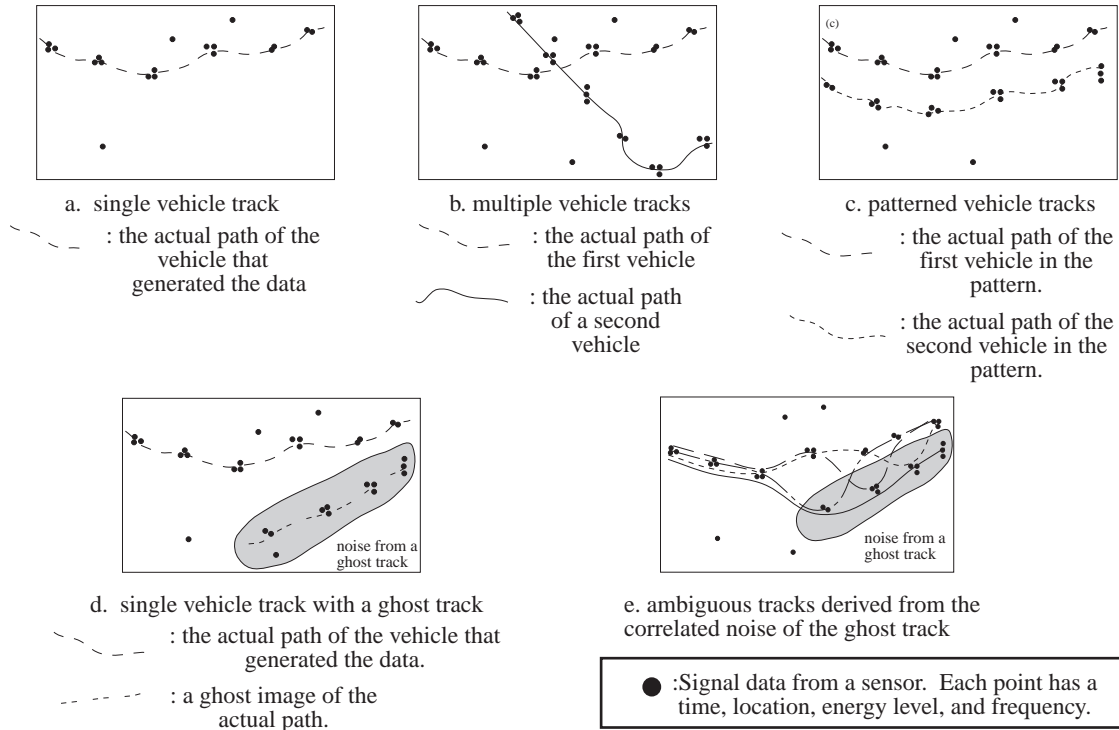 (c)
a. single vehicle track
: the actual path of the
vehicle that
generated the data
b. multiple vehicle tracks
: the actual path of
the first vehicle
: the actual path
of a second
vehicle
c. patterned vehicle tracks
: the actual path of the
first vehicle in the
pattern.
: the actual path of the
second vehicle in the
pattern.
noise from a
ghost track
d. single vehicle track with a ghost track
: the actual path of the vehicle that
generated the data.
: a ghost image of the
actual path.
noise from a
ghost track
e. ambiguous tracks derived from the
correlated noise of the ghost track
:Signal data from a sensor. Each point has a
time, location, energy level, and frequency.